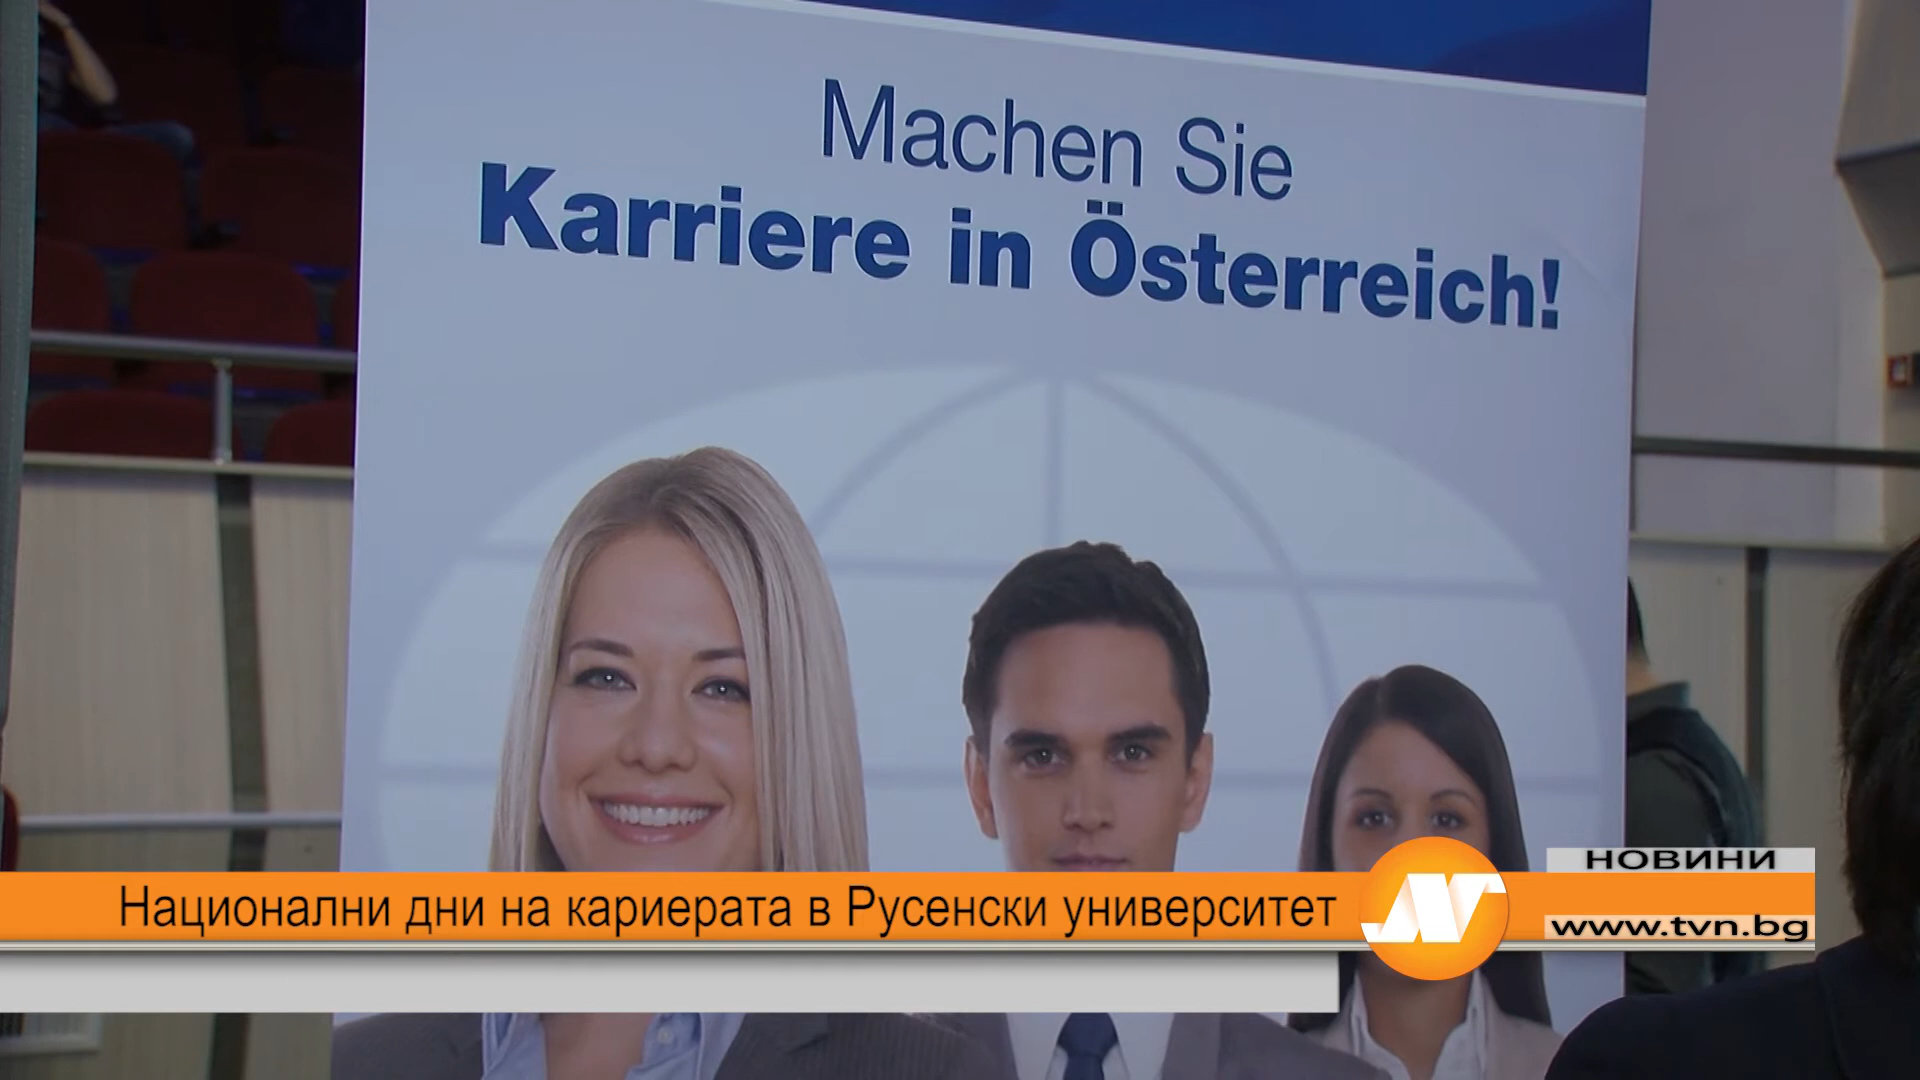 Machen Sie
Karriere in Österreich!
Национални дни на кариерата в Русенски университет
НОВИНИ
www.tvn.bg